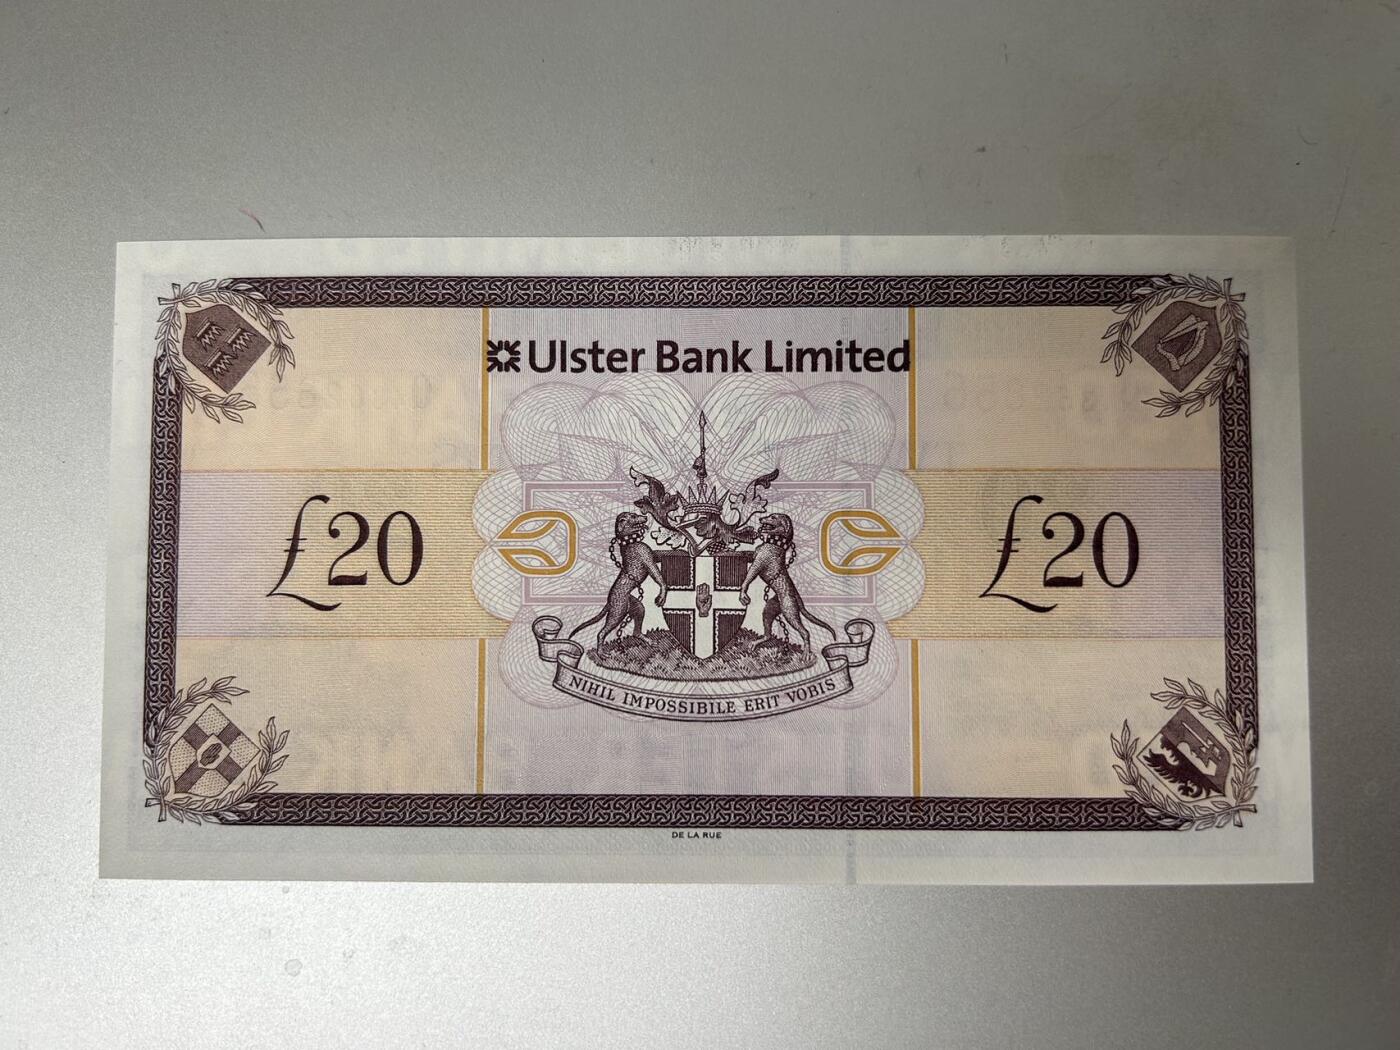 Ulster Bank Limited
£20 £20
NIHIL IMPOSSIBILE ERIT VOBIS
DE LA RUE